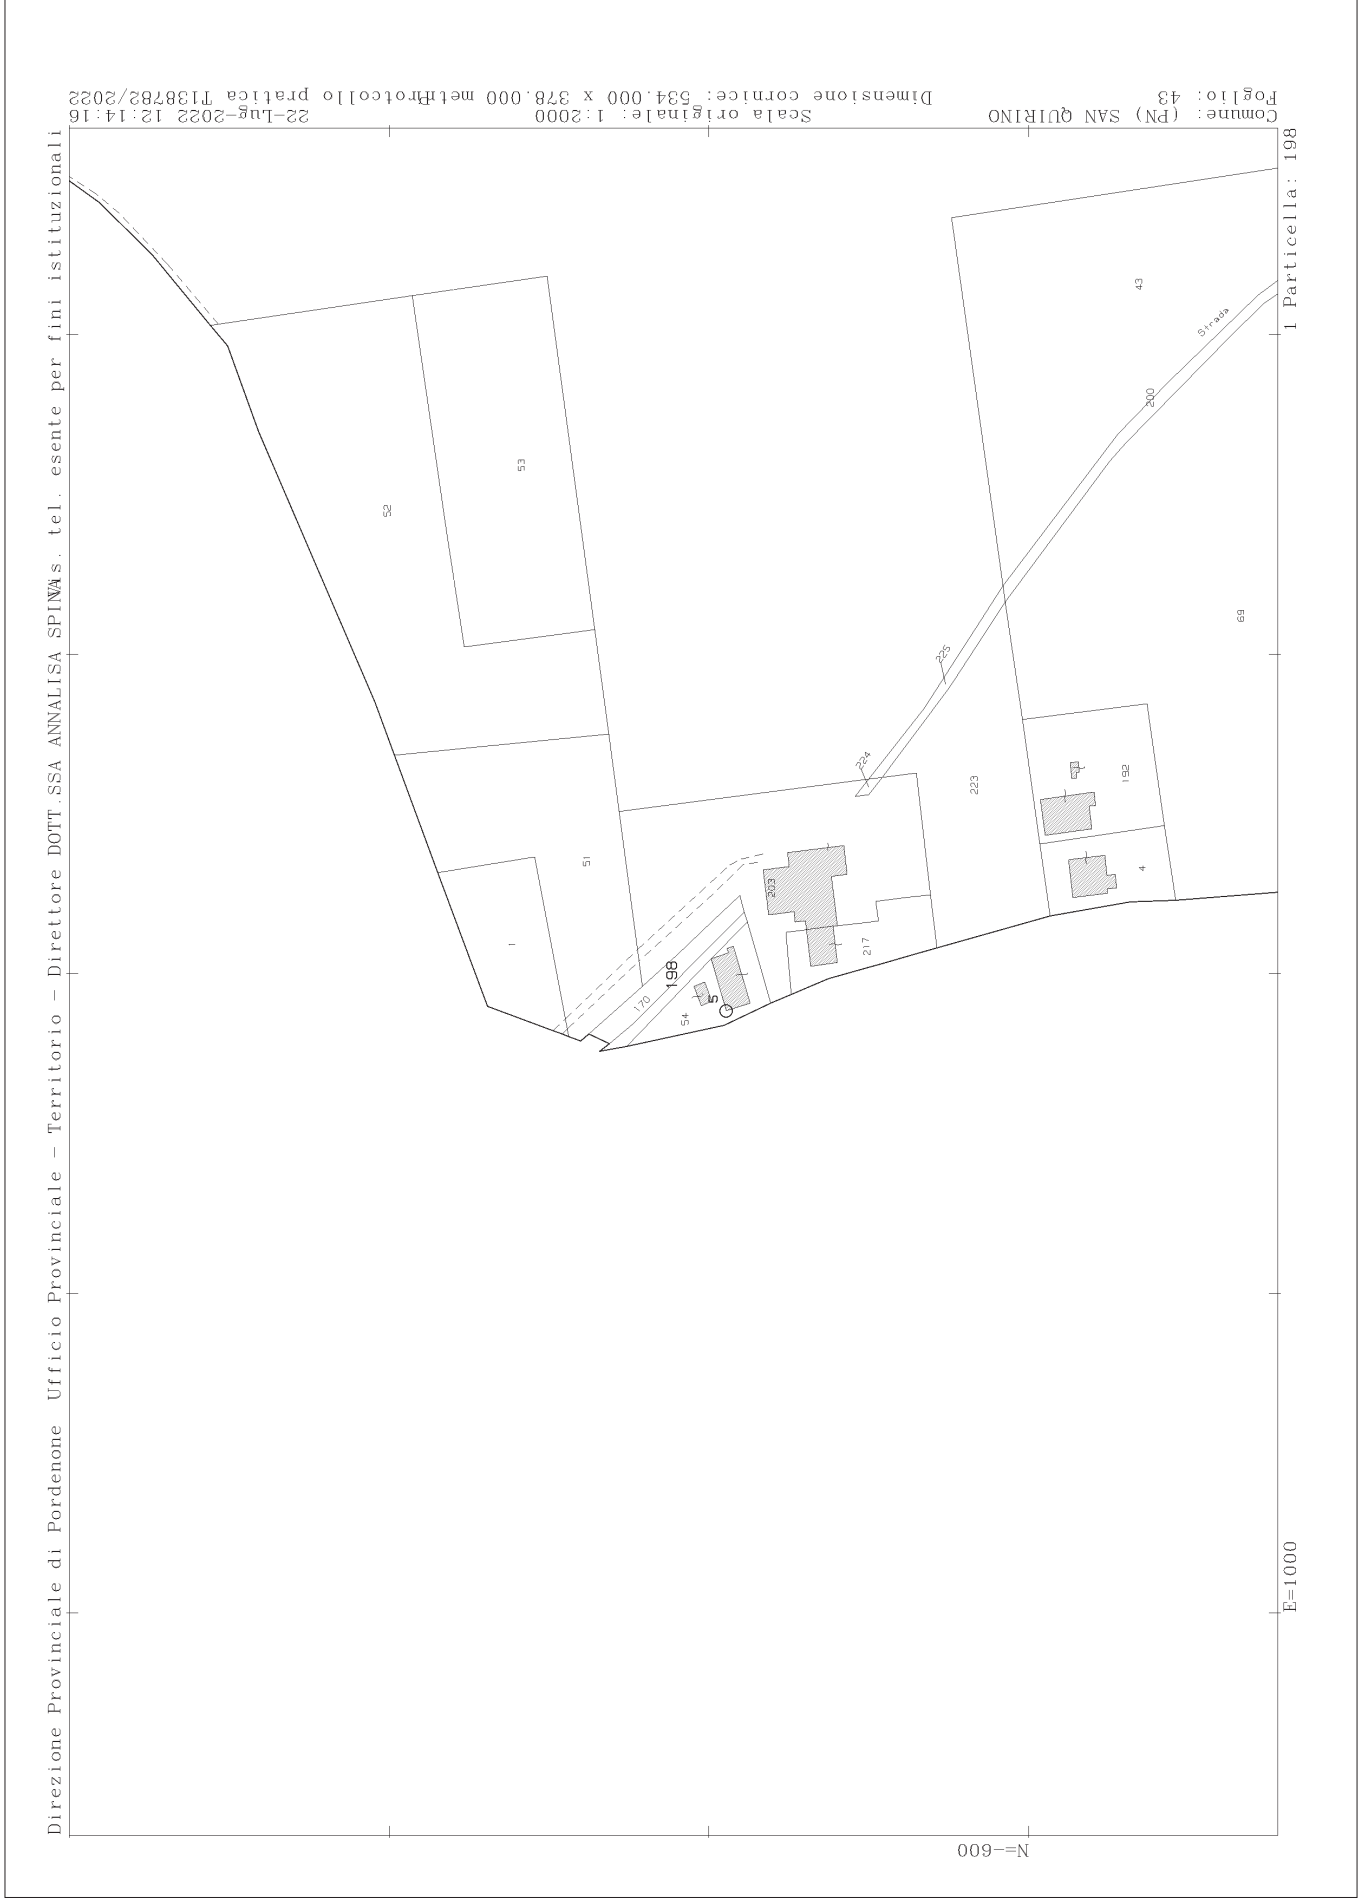 Direzione Provinciale di Pordenone Ufficio Provinciale - Territorio - Direttore DOTT.SSA ANNALISA SPINA
Vis. tel. esente per fini istituzionali
Comune: (PN) SAN QUIRINO
Foglio: 43
Scala originale: 1:2000
Dimensione cornice: 534.000 x 378.000 metri
22-Lug-2022 12:14:16
Protocollo pratica T138782/2022
1 Particella: 198
E=1000
N=-600
43
Strada
200
53
52
69
225
224
223
192
4
51
203
1
217
198
170
5
54